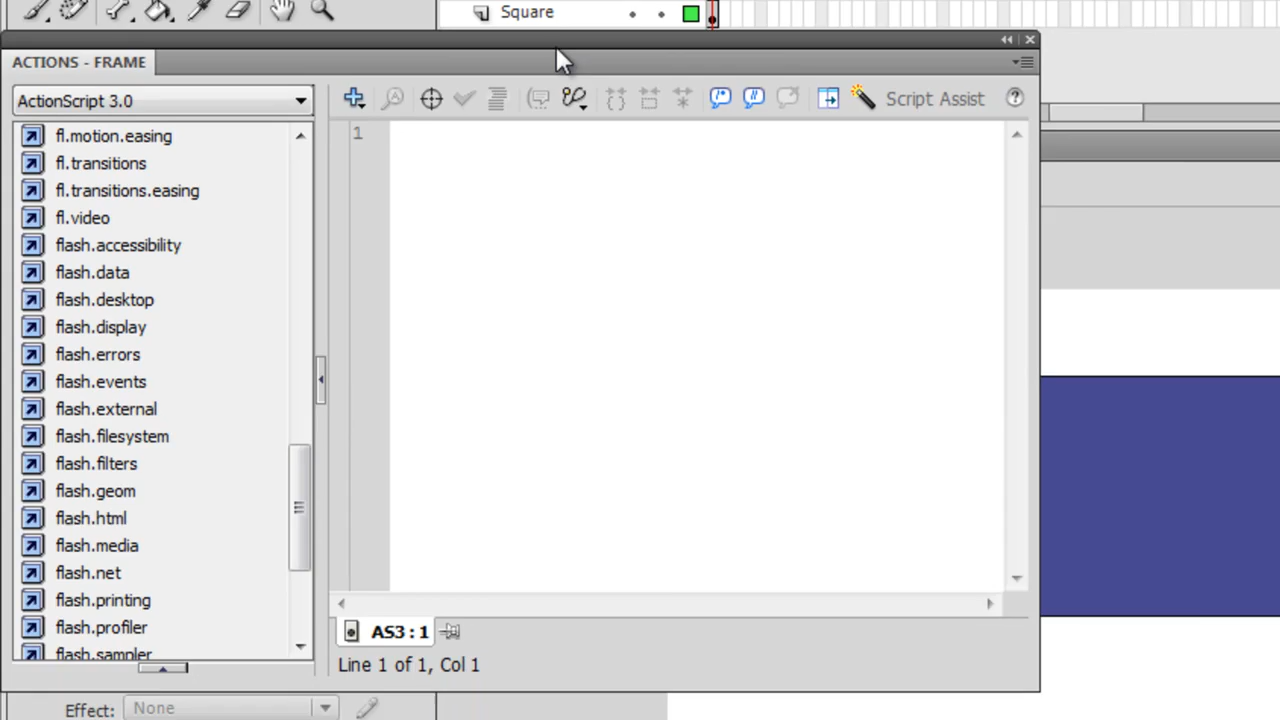 Square
ACTIONS - FRAME
ActionScript 3.0
Script Assist
fl.motion.easing
fl.transitions
fl.transitions.easing
fl.video
flash.accessibility
flash.data
flash.desktop
flash.display
flash.errors
flash.events
flash.external
flash.filesystem
flash.filters
flash.geom
flash.html
flash.media
flash.net
flash.printing
flash.profiler
flash.sampler
1
AS3 : 1
Line 1 of 1, Col 1
Effect: None